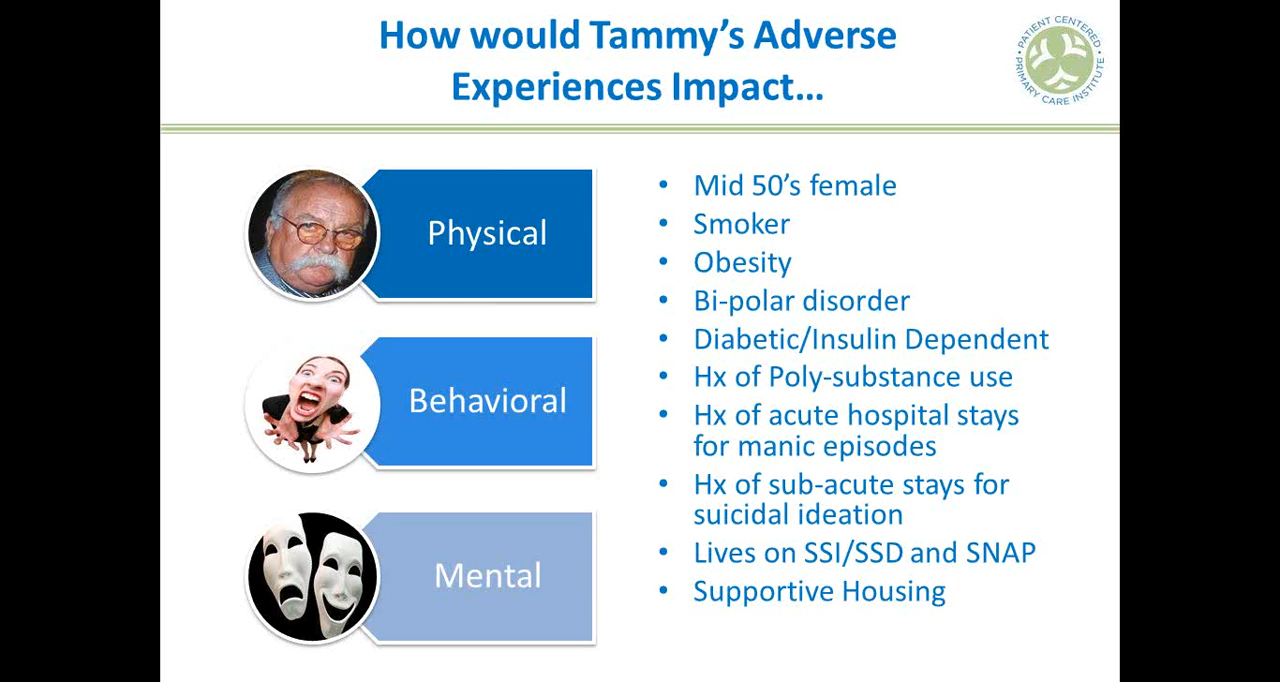 How would Tammy’s Adverse
Experiences Impact…
PATIENT CENTERED
PRIMARY CARE INSTITUTE
Physical
Behavioral
Mental
• Mid 50’s female
• Smoker
• Obesity
• Bi-polar disorder
• Diabetic/Insulin Dependent
• Hx of Poly-substance use
• Hx of acute hospital stays
for manic episodes
• Hx of sub-acute stays for
suicidal ideation
• Lives on SSI/SSD and SNAP
• Supportive Housing